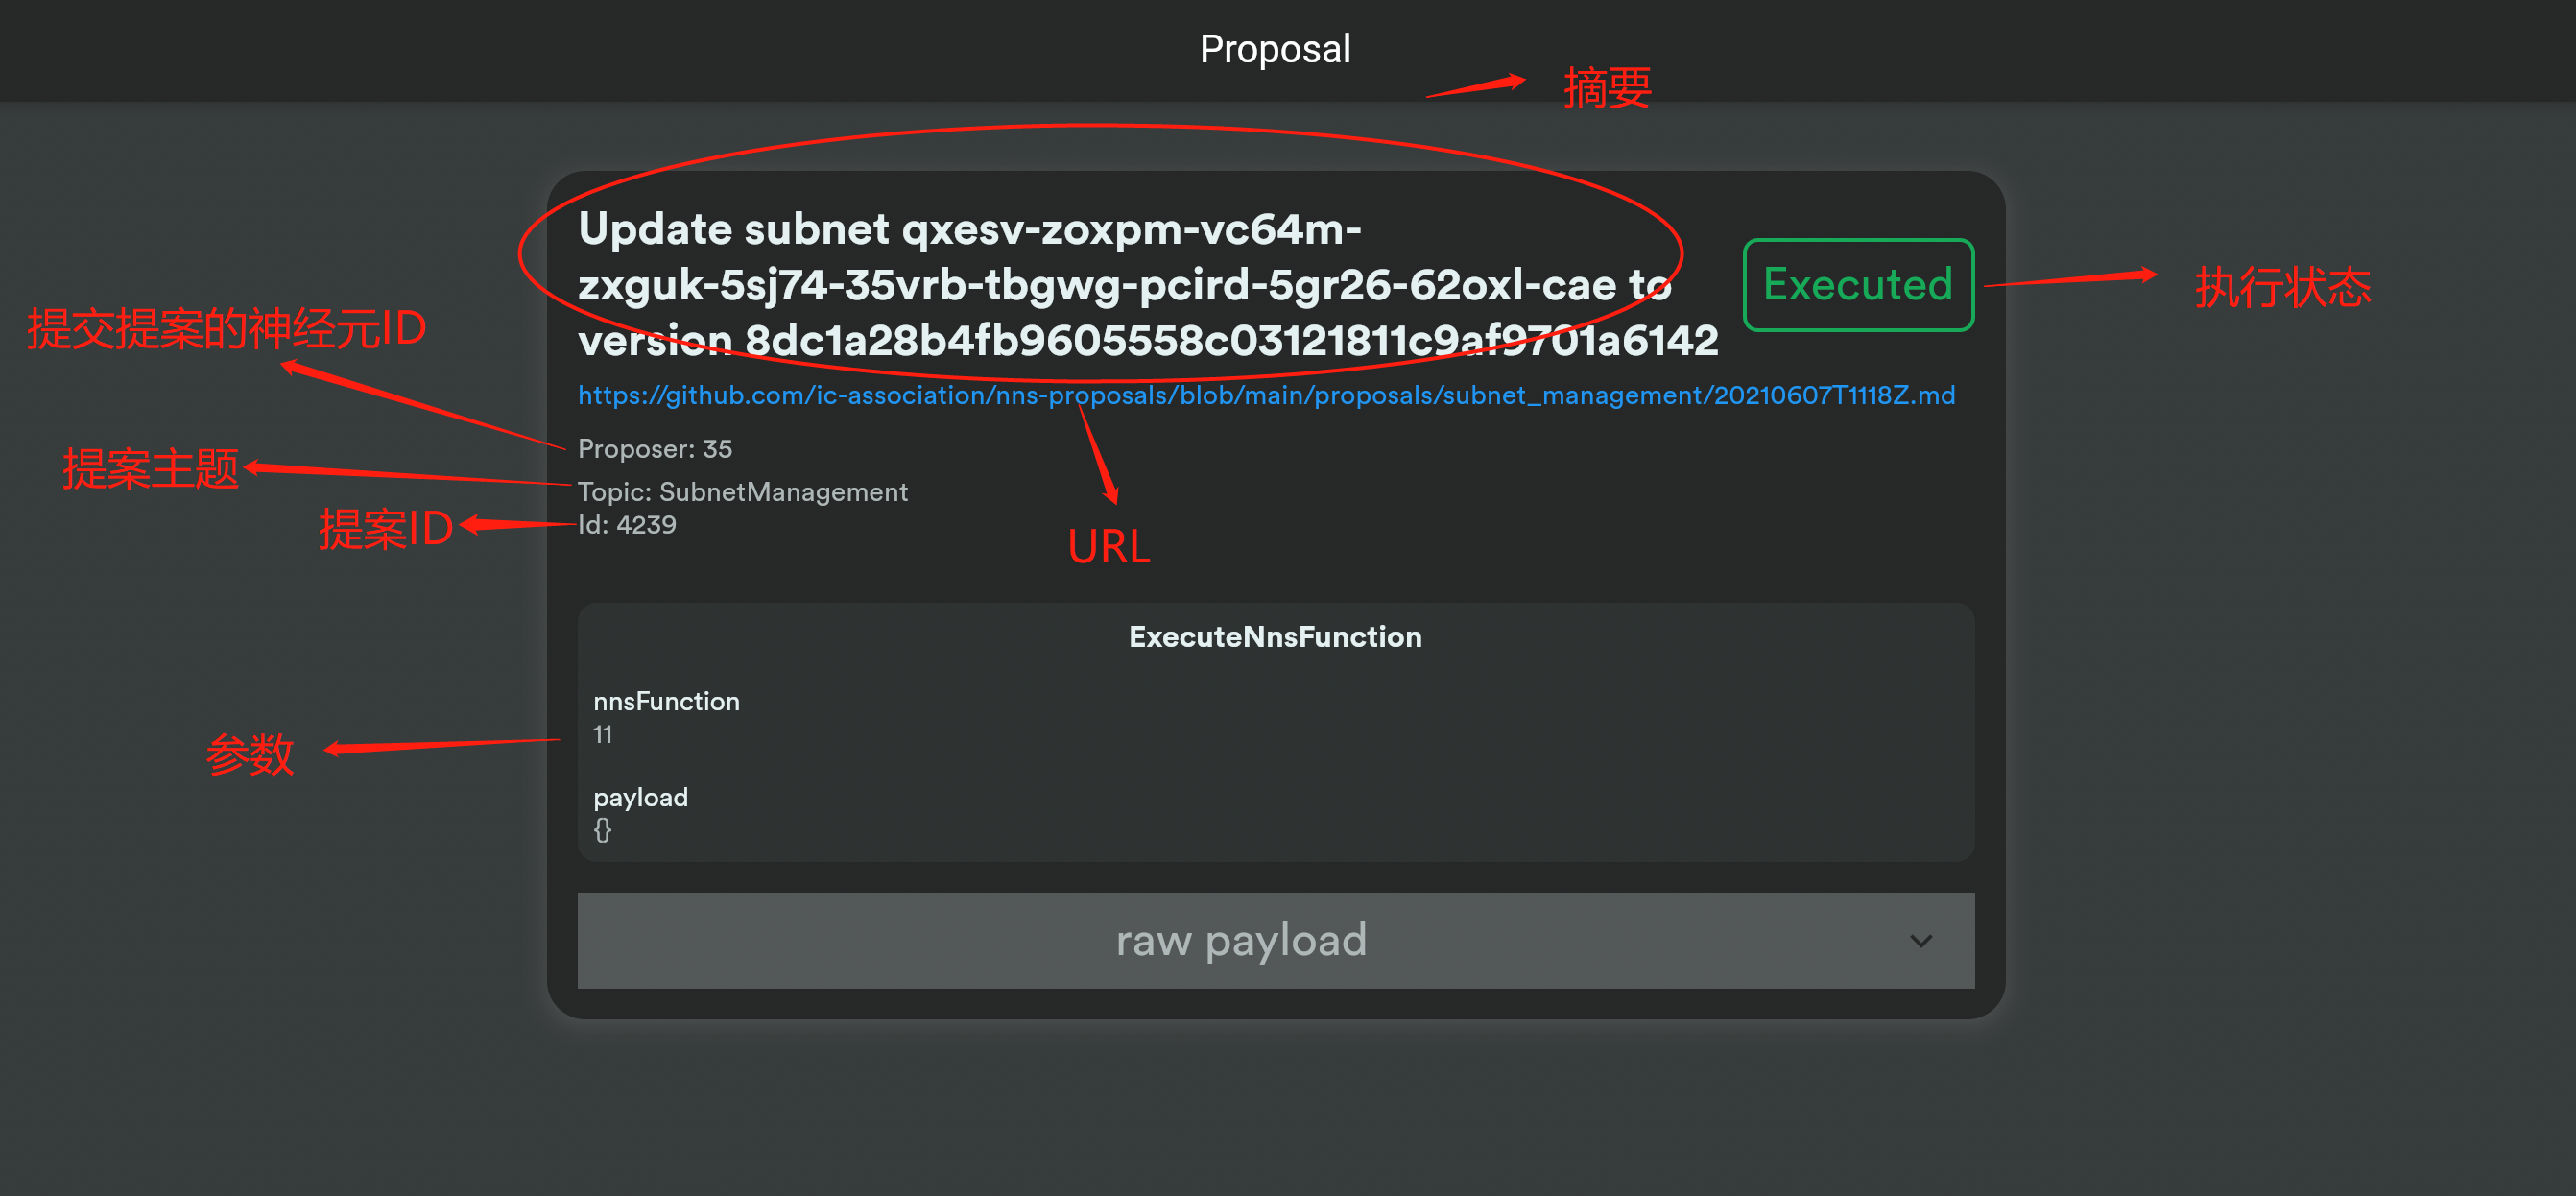 Proposal
摘要
Update subnet qxesv-zoxpm-vc64m-
zxguk-5sj74-35vrb-tbgwg-pcird-5gr26-62oxl-cae to
version 8dc1a28b4fb9605558c03121811c9af9701a6142
Executed
执行状态
提交提案的神经元ID
https://github.com/ic-association/nns-proposals/blob/main/proposals/subnet_management/20210607T1118Z.md
Proposer: 35
提案主题
Topic: SubnetManagement
提案ID
Id: 4239
URL
ExecuteNnsFunction
nnsFunction
11
参数
payload
{}
raw payload